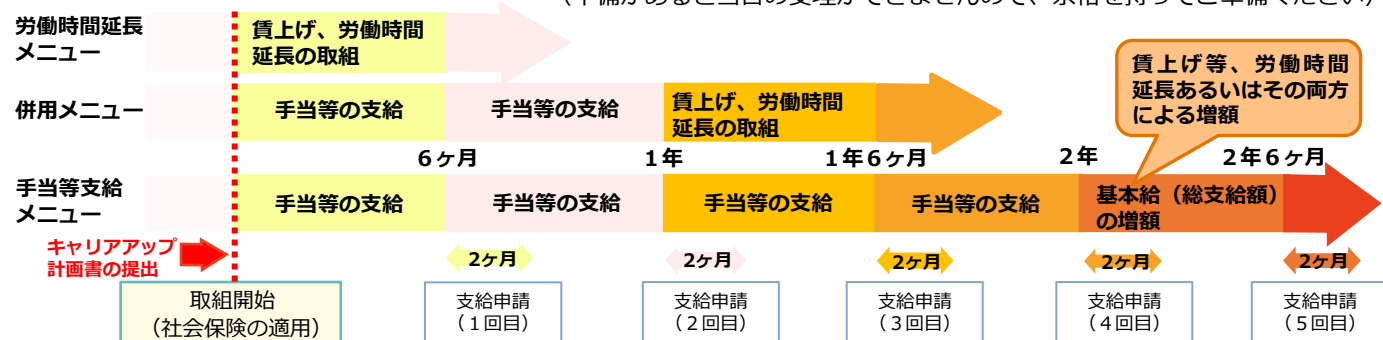 労働時間延長
メニュー
賃上げ、労働時間
延長の取組
賃上げ等、労働時間
延長あるいはその両方
による増額
併用メニュー
手当等の支給
手当等の支給
賃上げ、労働時間
延長の取組
6ヶ月
1年
1年6ヶ月
2年
2年6ヶ月
手当等支給
メニュー
手当等の支給
手当等の支給
手当等の支給
手当等の支給
基本給（総支給額）
の増額
キャリアアップ
計画書の提出
2ヶ月
2ヶ月
2ヶ月
2ヶ月
2ヶ月
取組開始
（社会保険の適用）
支給申請
（1回目）
支給申請
（2回目）
支給申請
（3回目）
支給申請
（4回目）
支給申請
（5回目）